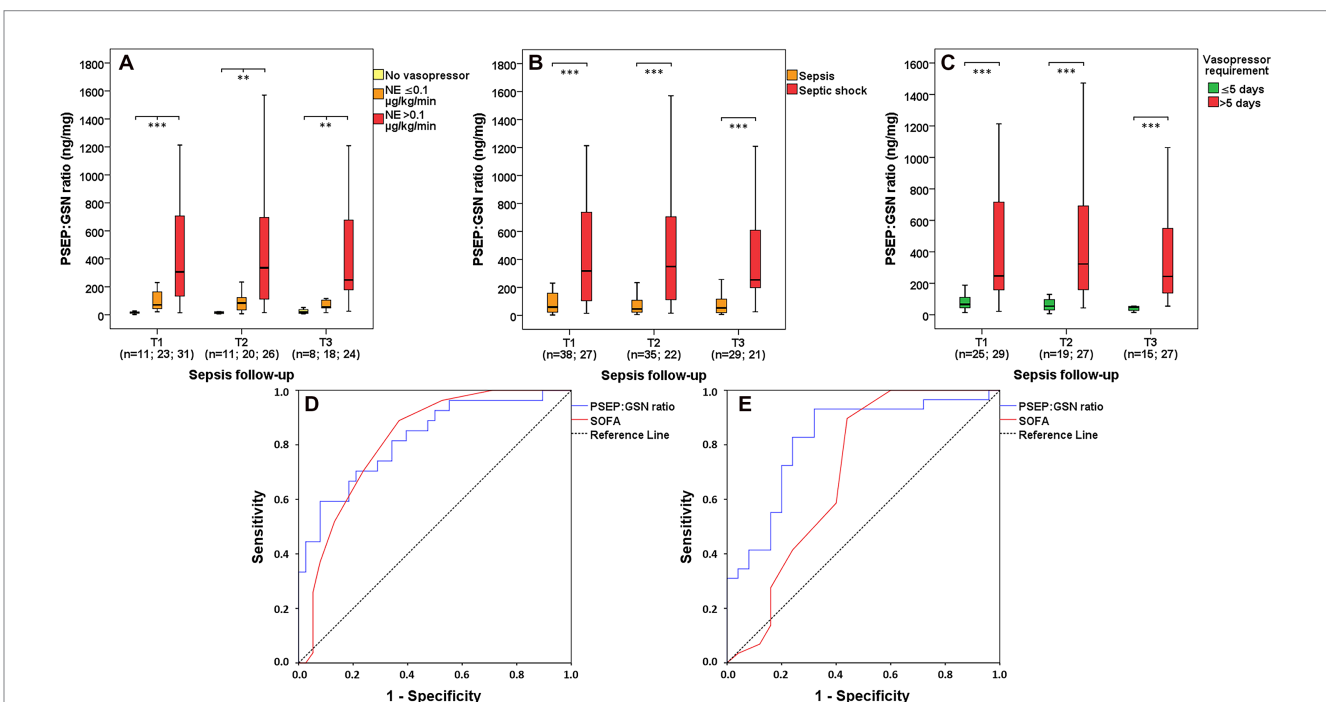 A
PSEP:GSN ratio (ng/mg)
1800
1600
1400
1200
1000
800
600
400
200
0
***
**
**
No vasopressor
NE ≤0.1
µg/kg/min
NE >0.1
µg/kg/min
T1
T2
T3
(n=11; 23; 31)
(n=11; 20; 26)
(n=8; 18; 24)
Sepsis follow-up
B
PSEP:GSN ratio (ng/mg)
1800
1600
1400
1200
1000
800
600
400
200
0
***
***
***
Sepsis
Septic shock
T1
T2
T3
(n=38; 27)
(n=35; 22)
(n=29; 21)
Sepsis follow-up
C
PSEP:GSN ratio (ng/mg)
1600
1400
1200
1000
800
600
400
200
0
***
***
***
Vasopressor
requirement
≤5 days
>5 days
T1
T2
T3
(n=25; 29)
(n=19; 27)
(n=15; 27)
Sepsis follow-up
D
Sensitivity
1.0
0.8
0.6
0.4
0.2
0.0
PSEP:GSN ratio
SOFA
Reference Line
0.2
0.4
0.6
0.8
1.0
1 - Specificity
E
Sensitivity
1.0
0.8
0.6
0.4
0.2
0.0
PSEP:GSN ratio
SOFA
Reference Line
0.0
0.2
0.4
0.6
0.8
1.0
1 - Specificity